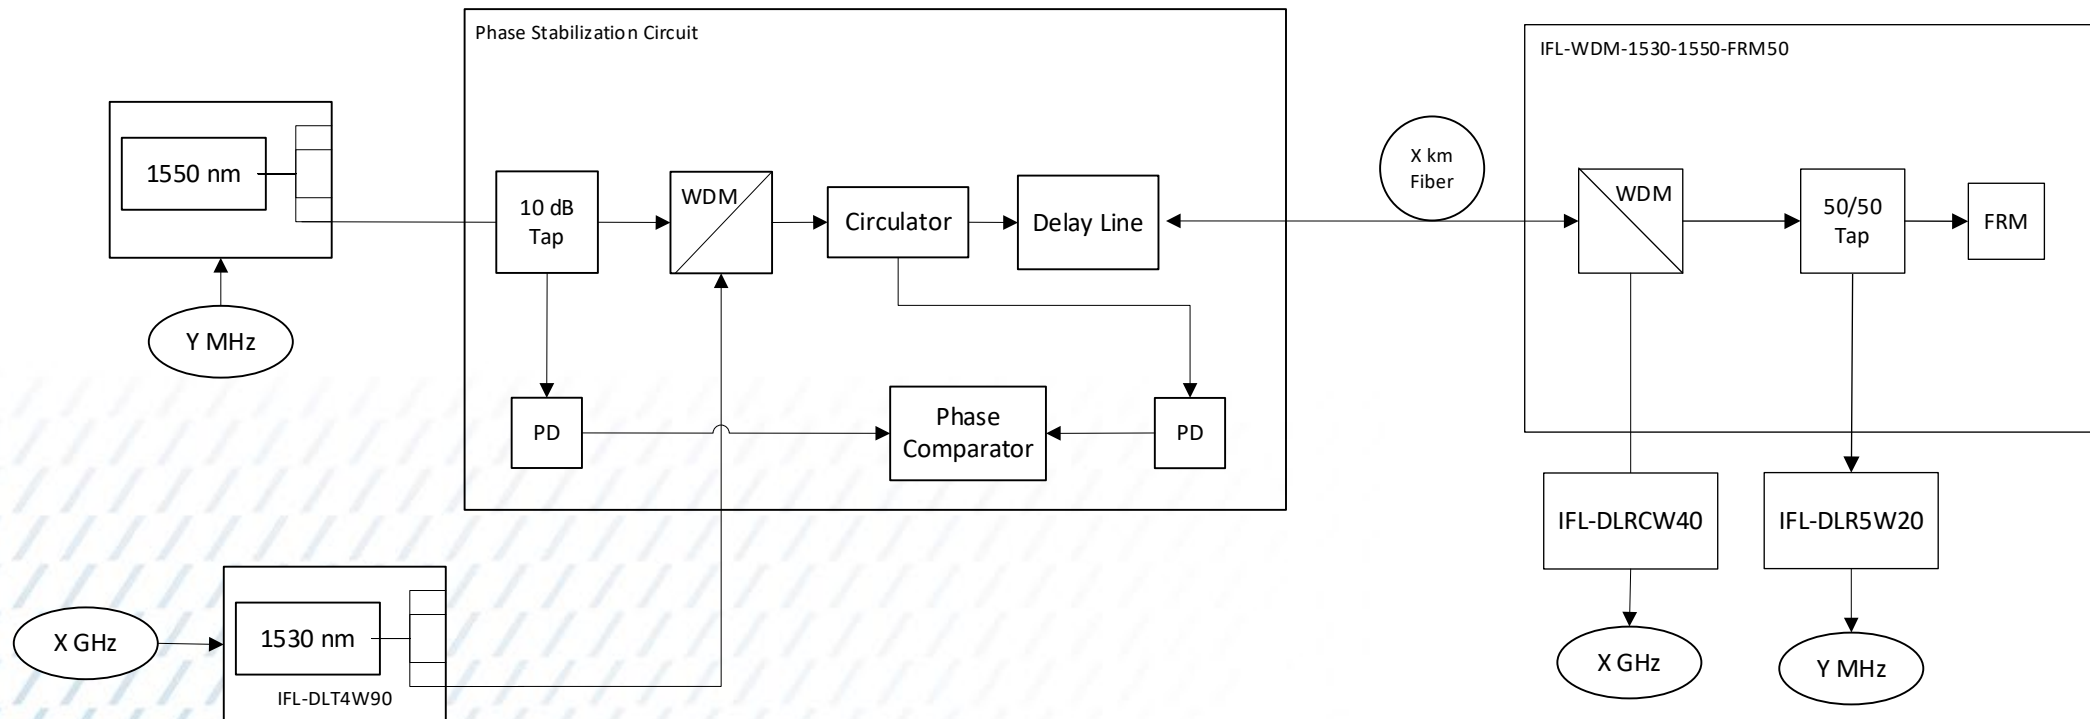 Phase Stabilization Circuit
IFL-WDM-1530-1550-FRM50
1550 nm
10 dB
Tap
WDM
Circulator
Delay Line
X km
Fiber
WDM
50/50
Tap
FRM
Y MHz
PD
Phase
Comparator
PD
IFL-DLRCW40
IFL-DLR5W20
X GHz
1530 nm
IFL-DLT4W90
X GHz
Y MHz